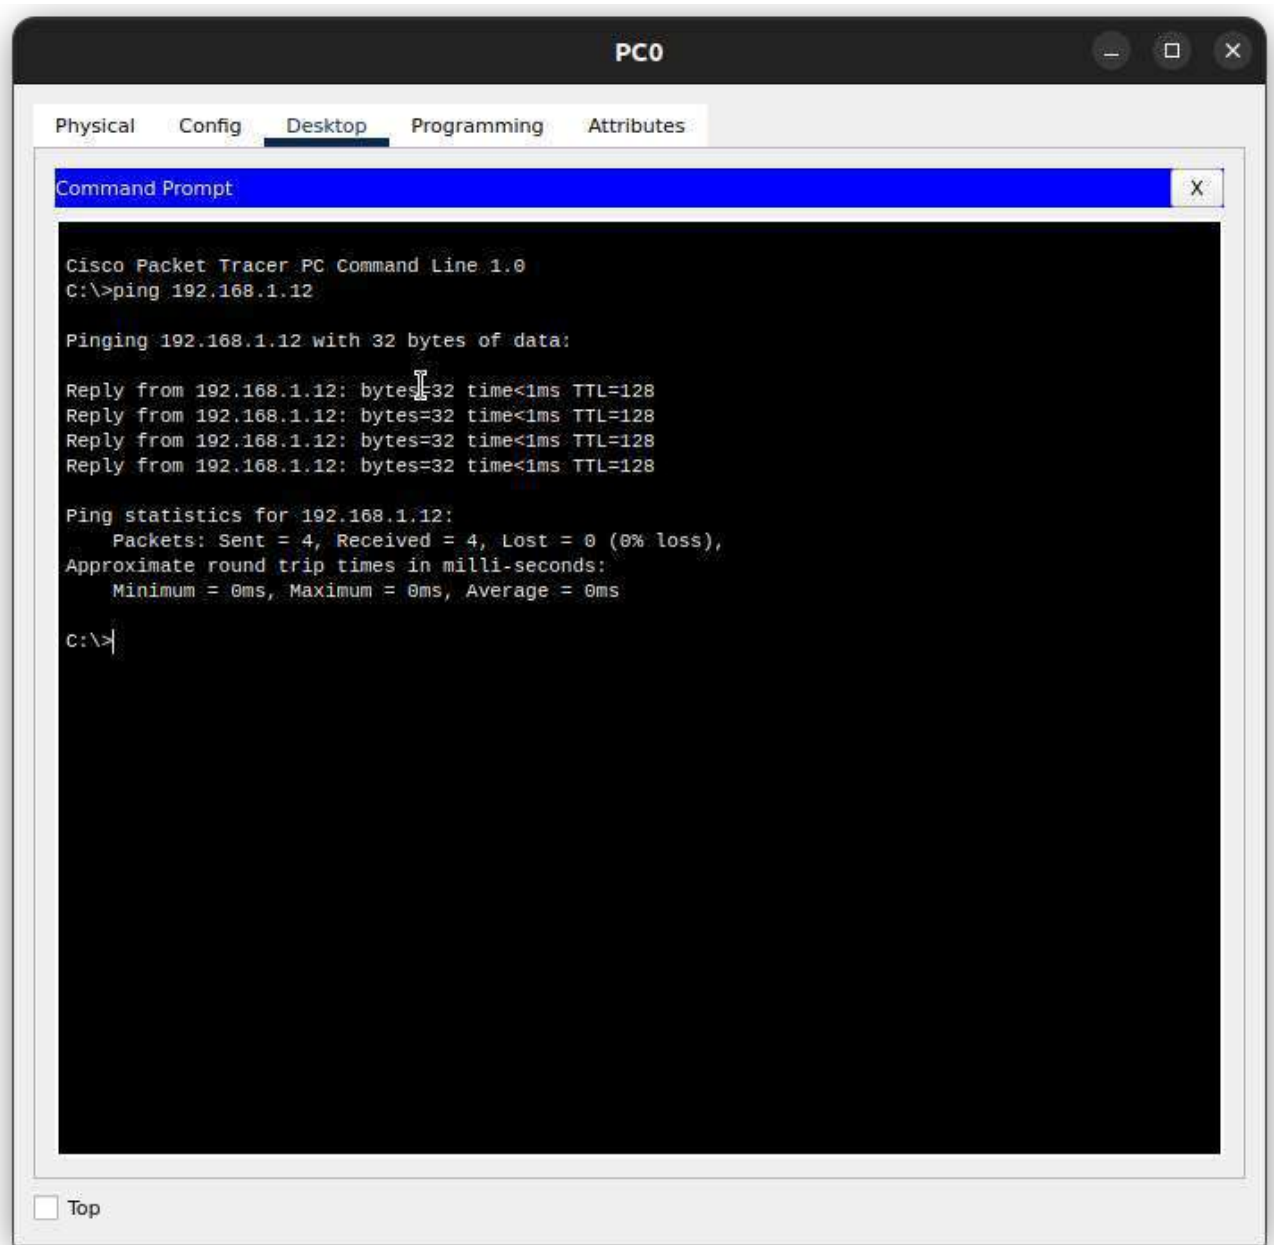 PC0
Physical Config Desktop Programming Attributes
Command Prompt X
Cisco Packet Tracer PC Command Line 1.0
C:\>ping 192.168.1.12
Pinging 192.168.1.12 with 32 bytes of data:
Reply from 192.168.1.12: bytes=32 time<1ms TTL=128
Reply from 192.168.1.12: bytes=32 time<1ms TTL=128
Reply from 192.168.1.12: bytes=32 time<1ms TTL=128
Reply from 192.168.1.12: bytes=32 time<1ms TTL=128
Ping statistics for 192.168.1.12:
    Packets: Sent = 4, Received = 4, Lost = 0 (0% loss),
Approximate round trip times in milli-seconds:
    Minimum = 0ms, Maximum = 0ms, Average = 0ms
C:\>
Top